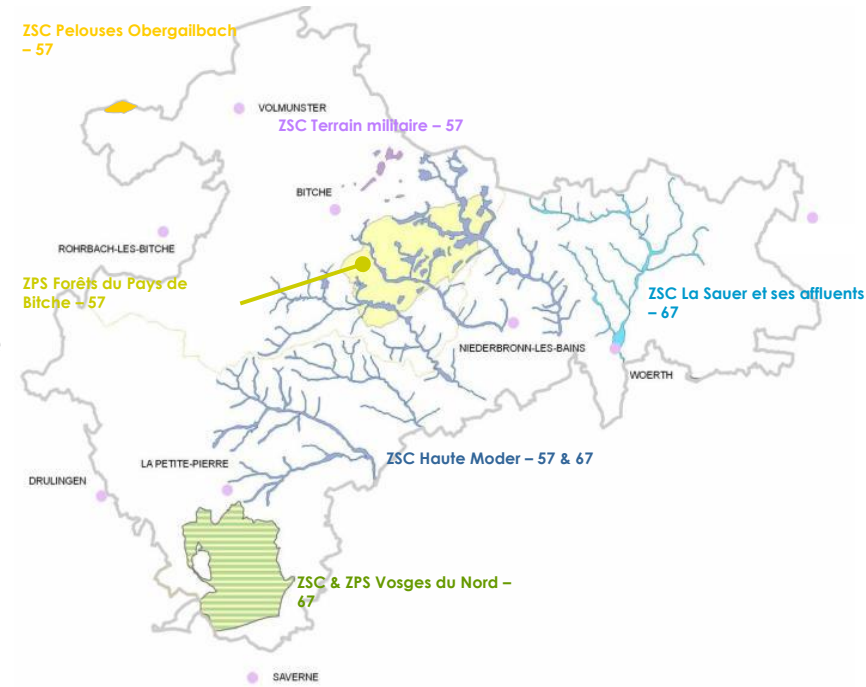 ZSC Pelouses Obergailbach
– 57
VOLMUNSTER
ZSC Terrain militaire – 57
BITCHE
ROHRBACH-LES-BITCHE
ZPS Forêts du Pays de
Bitche – 57
ZSC La Sauer et ses affluents
– 67
NIEDERBRONN-LES-BAINS
WOERTH
ZSC Haute Moder – 57 & 67
LA PETITE-PIERRE
DRULINGEN
ZSC & ZPS Vosges du Nord –
67
SAVERNE